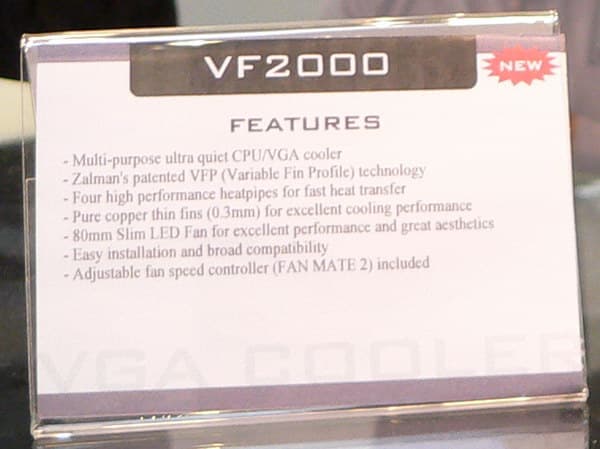 VF2000
NEW
FEATURES
- Multi-purpose ultra quiet CPU/VGA cooler
- Zalman's patented VFP (Variable Fin Profile) technology
- Four high performance heatpipes for fast heat transfer
- Pure copper thin fins (0.3mm) for excellent cooling performance
- 80mm Slim LED Fan for excellent performance and great aesthetics
- Easy installation and broad compatibility
- Adjustable fan speed controller (FAN MATE 2) included
VGA COOLER